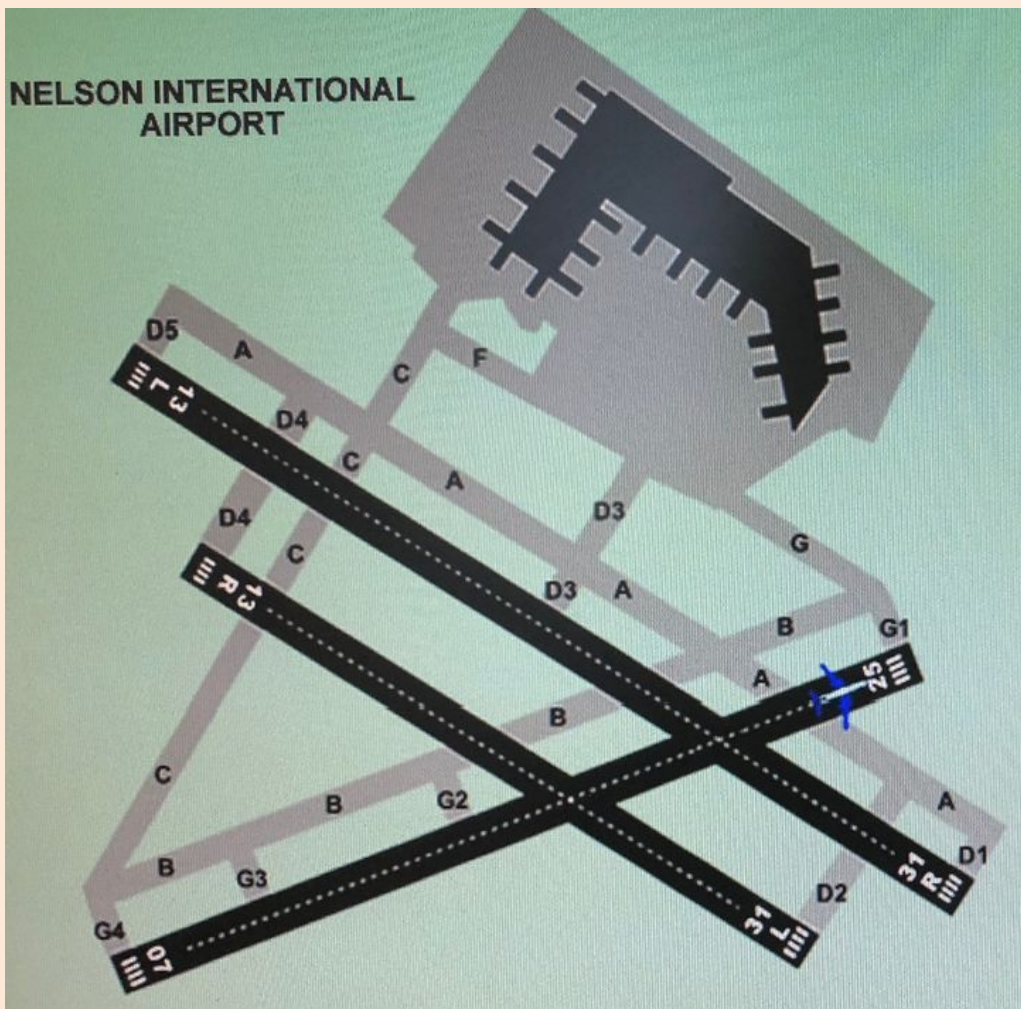 NELSON INTERNATIONAL
AIRPORT
D5
A
13
L
F
C
D4
C
A
D3
D4
G
C
13
R
D3
A
B
G1
A
25
B
C
B
G2
A
B
G3
31
R
D1
D2
31
L
G4
07